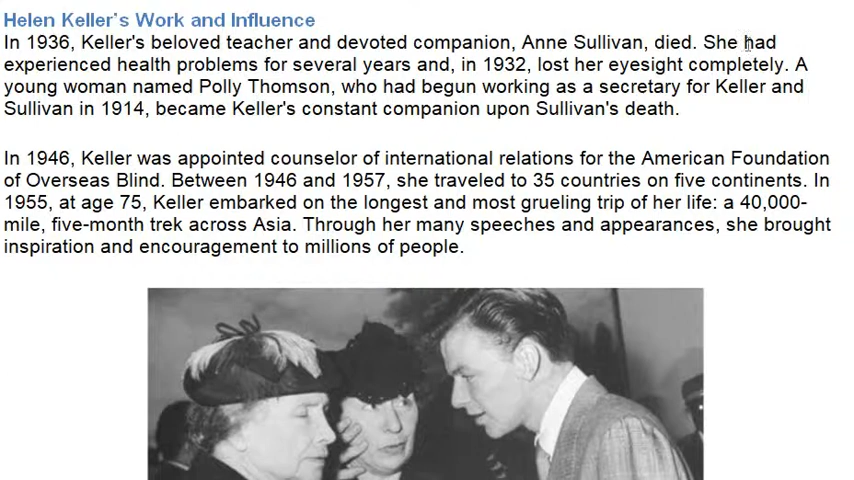 Helen Keller's Work and Influence
In 1936, Keller's beloved teacher and devoted companion, Anne Sullivan, died. She had
experienced health problems for several years and, in 1932, lost her eyesight completely. A
young woman named Polly Thomson, who had begun working as a secretary for Keller and
Sullivan in 1914, became Keller's constant companion upon Sullivan's death.
In 1946, Keller was appointed counselor of international relations for the American Foundation
of Overseas Blind. Between 1946 and 1957, she traveled to 35 countries on five continents. In
1955, at age 75, Keller embarked on the longest and most grueling trip of her life: a 40,000-
mile, five-month trek across Asia. Through her many speeches and appearances, she brought
inspiration and encouragement to millions of people.